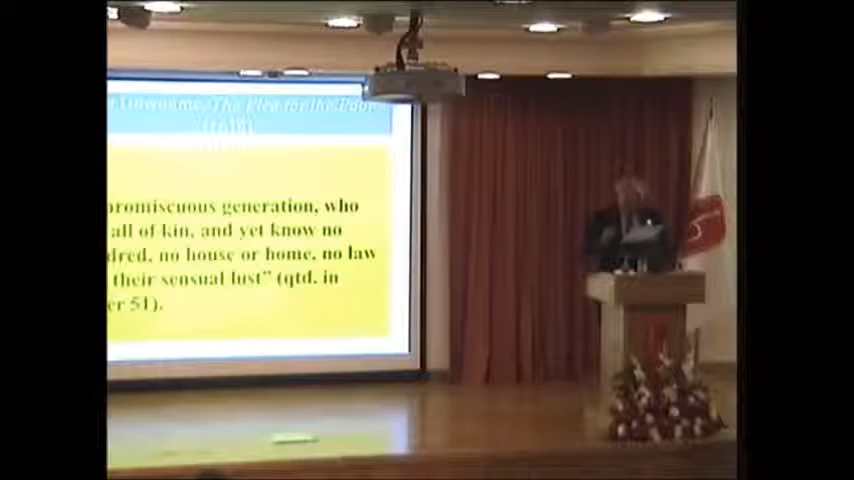 Downame, The Plea for the Poor
(1616)
promiscuous generation, who
all of kin, and yet know no
dred, no house or home, no law
their sensual lust” (qtd. in
er 51).